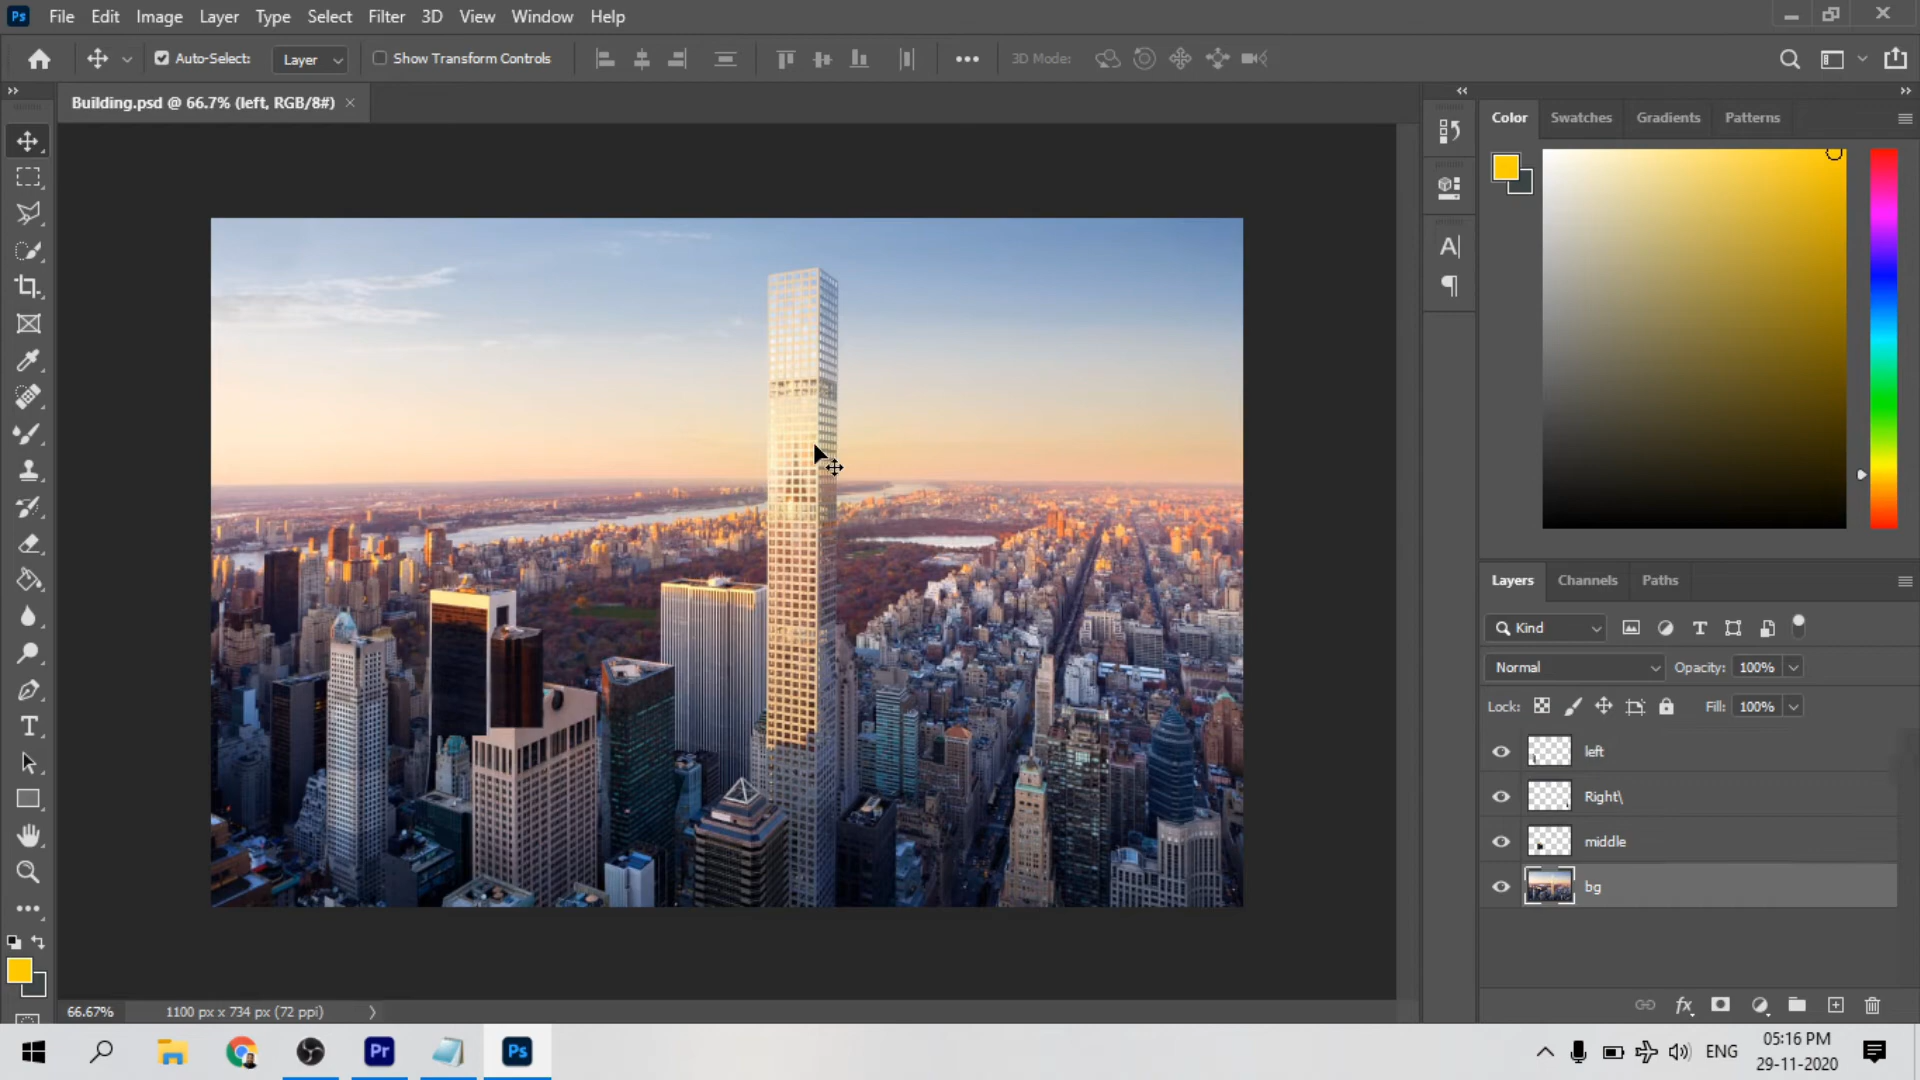 Ps File Edit Image Layer Type Select Filter 3D View Window Help
Auto-Select: Layer Show Transform Controls 3D Mode:
Building.psd @ 66.7% (left, RGB/8#)
Color Swatches Gradients Patterns
Layers Channels Paths
Kind
Normal Opacity: 100%
Lock: Fill: 100%
left
Right\
middle
bg
fx
66.67% 1100 px x 734 px (72 ppi)
Pr Ps ENG
05:16 PM
29-11-2020